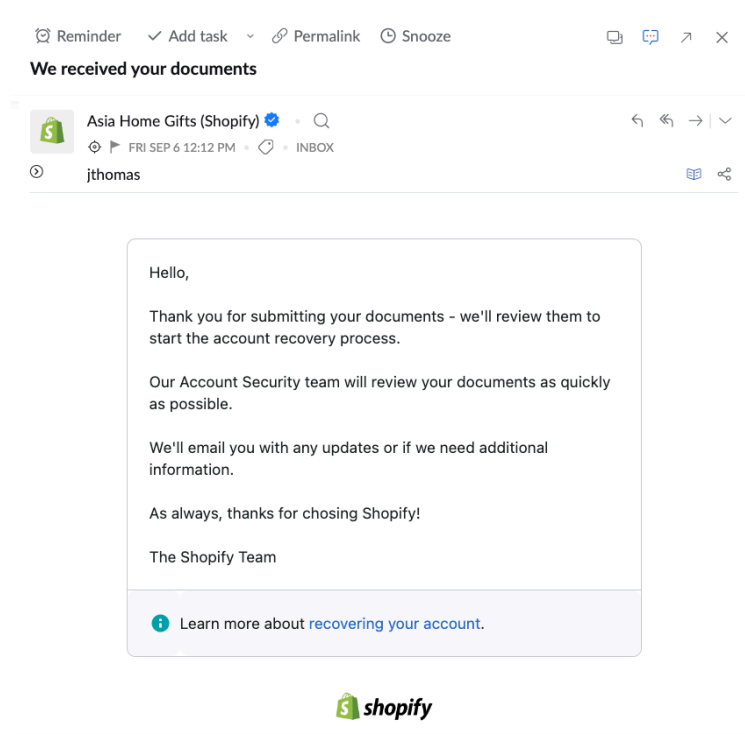 Reminder Add task Permalink Snooze
We received your documents
Asia Home Gifts (Shopify)
FRI SEP 6 12:12 PM INBOX
jthomas
Hello,
Thank you for submitting your documents - we'll review them to
start the account recovery process.
Our Account Security team will review your documents as quickly
as possible.
We'll email you with any updates or if we need additional
information.
As always, thanks for chosing Shopify!
The Shopify Team
Learn more about recovering your account.
shopify